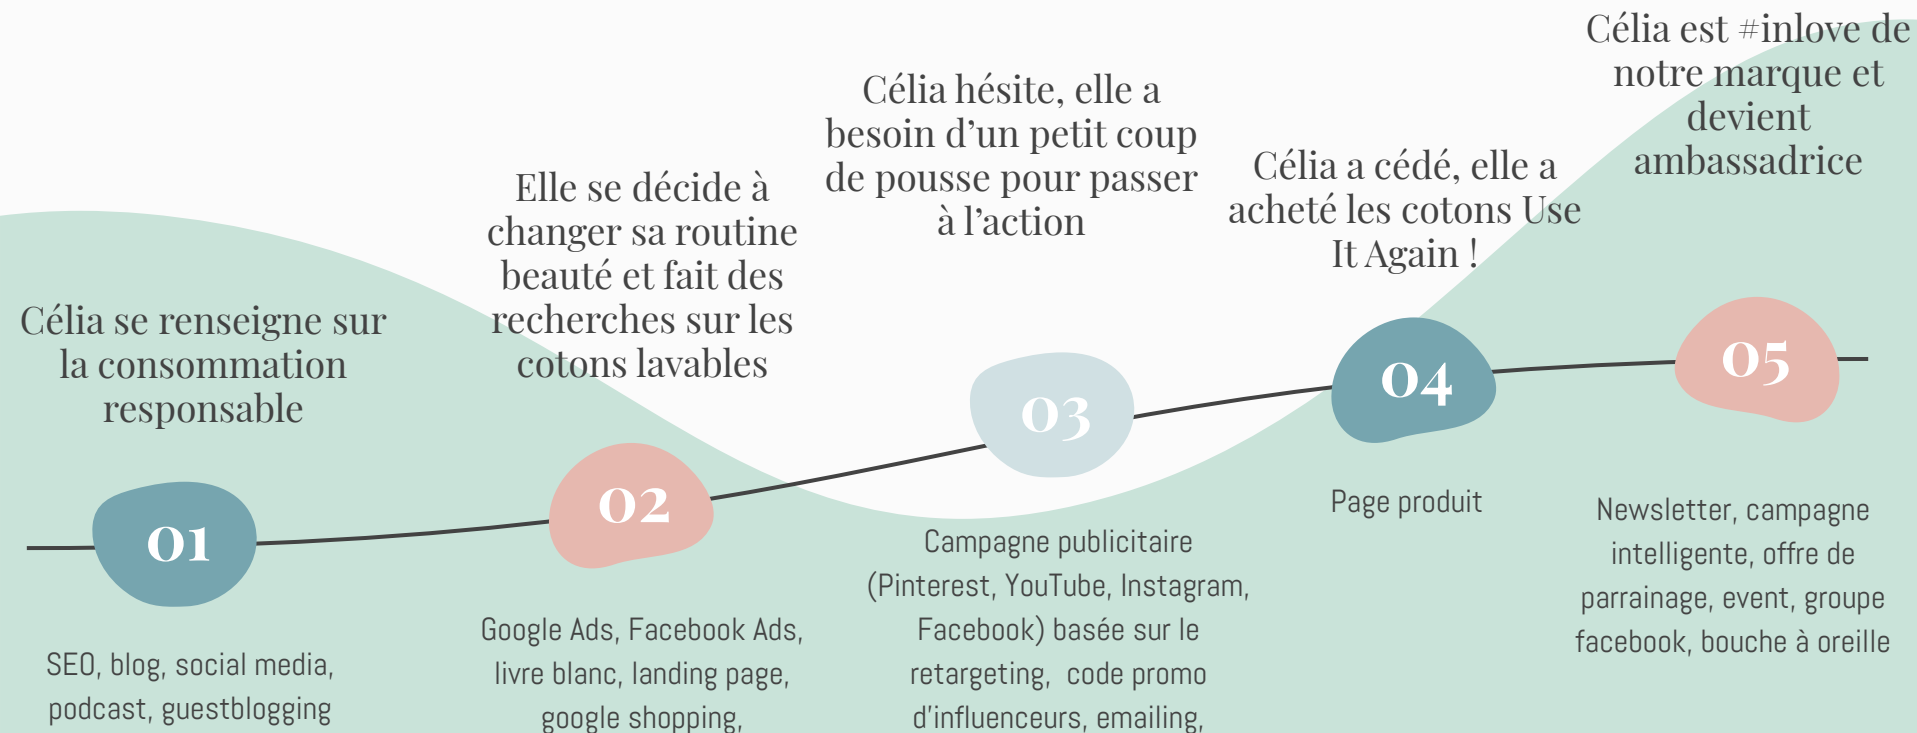 Célia se renseigne sur
la consommation
responsable
01
SEO, blog, social media,
podcast, guestblogging
Elle se décide à
changer sa routine
beauté et fait des
recherches sur les
cotons lavables
02
Google Ads, Facebook Ads,
livre blanc, landing page,
google shopping,
Célia hésite, elle a
besoin d’un petit coup
de pousse pour passer
à l’action
03
Campagne publicitaire
(Pinterest, YouTube, Instagram,
Facebook) basée sur le
retargeting, code promo
d’influenceurs, emailing,
Célia a cédé, elle a
acheté les cotons Use
It Again !
04
Page produit
Célia est #inlove de
notre marque et
devient
ambassadrice
05
Newsletter, campagne
intelligente, offre de
parrainage, event, groupe
facebook, bouche à oreille